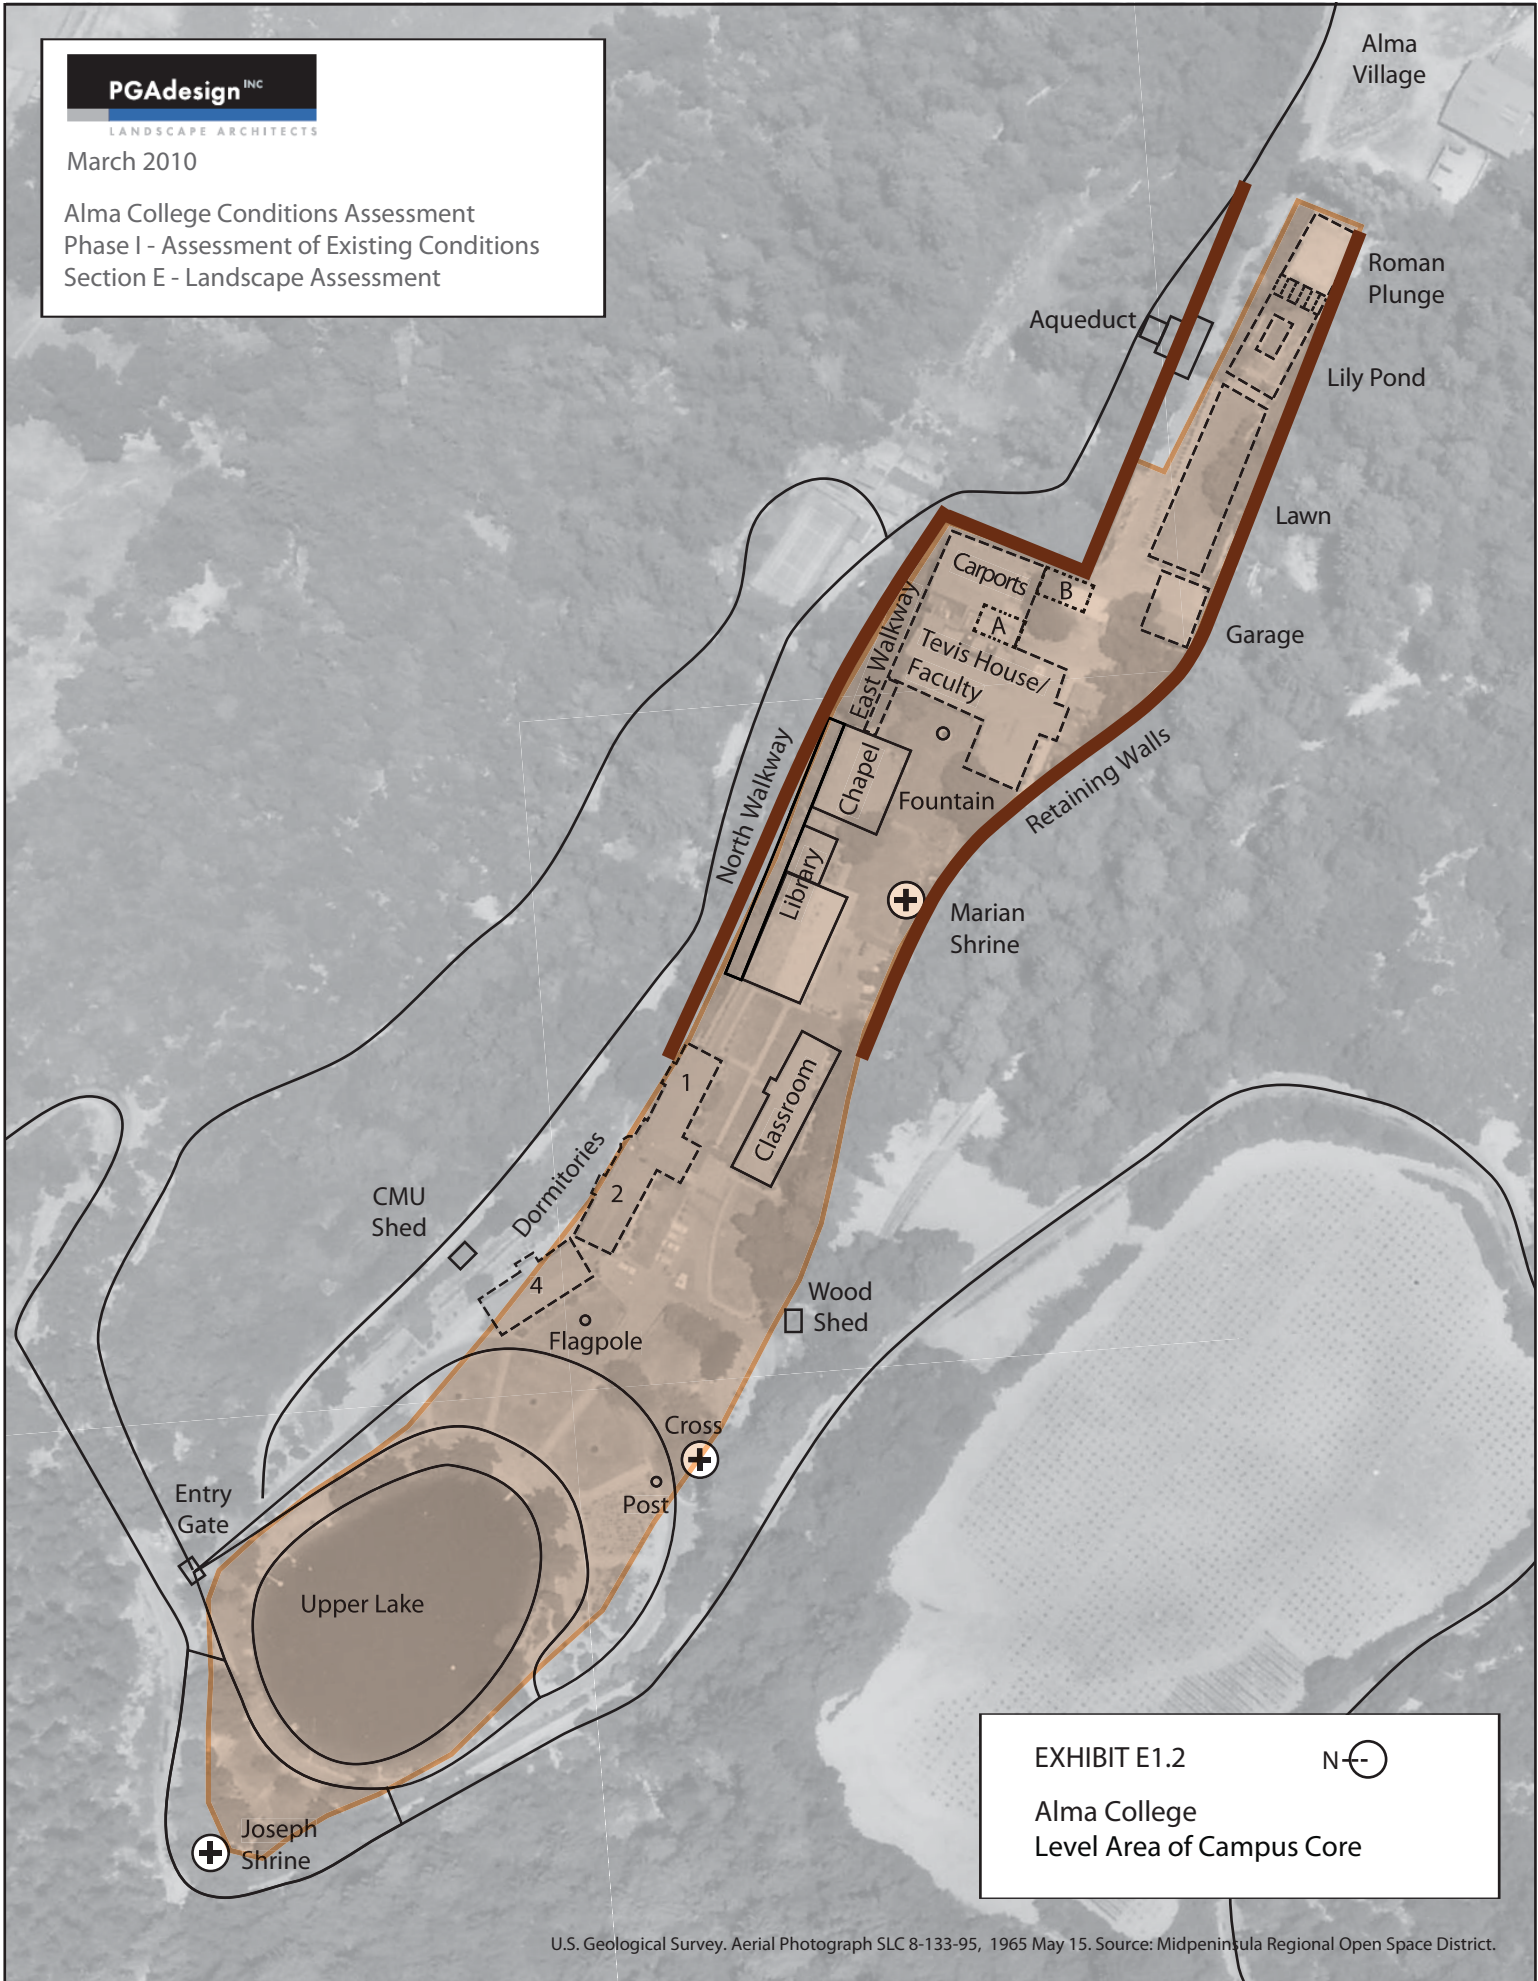 PGAdesign INC
LANDSCAPE ARCHITECTS
March 2010
Alma College Conditions Assessment
Phase I - Assessment of Existing Conditions
Section E - Landscape Assessment
Alma
Village
Roman
Plunge
Aqueduct
Lily Pond
Lawn
Carports
B
A
Garage
East Walkway
Tevis House/
Faculty
North Walkway
Chapel
Fountain
Retaining Walls
Library
Marian
Shrine
1
Classroom
Dormitories
2
CMU
Shed
4
Wood
Shed
Flagpole
Cross
Post
Entry
Gate
Upper Lake
Joseph
Shrine
EXHIBIT E1.2
N
Alma College
Level Area of Campus Core
U.S. Geological Survey. Aerial Photograph SLC 8-133-95, 1965 May 15. Source: Midpeninsula Regional Open Space District.